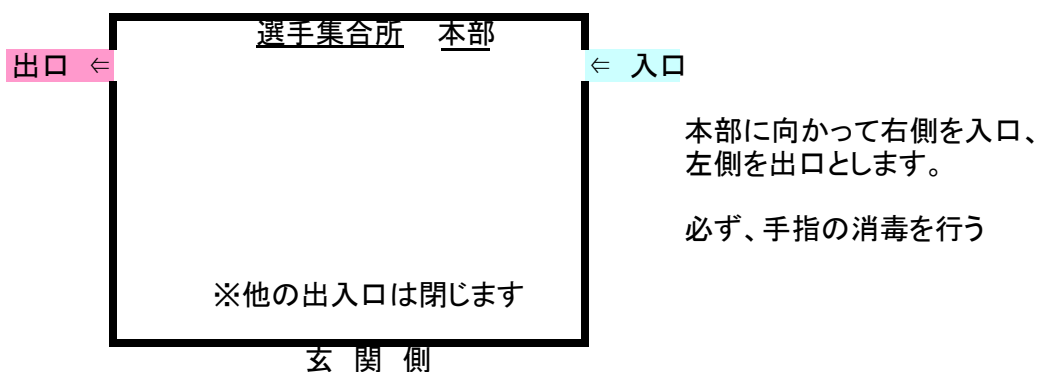 選手集合所　本部
出口 ⇐
⇐ 入口
本部に向かって右側を入口、
左側を出口とします。
必ず、手指の消毒を行う
※他の出入口は閉じます
玄 関 側